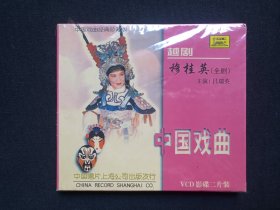 越剧
穆桂英(全剧)
主演:吕瑞英
中国戏曲
中国唱片上海公司出版发行
CHINA RECORD SHANGHAI CO.
VCD影碟二片装